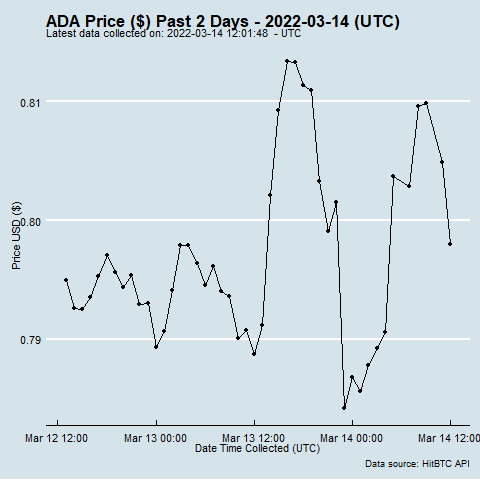 ADA Price ($) Past 2 Days - 2022-03-14 (UTC)
Latest data collected on: 2022-03-14 12:01:48 - UTC
0.81
0.80
0.79
Price USD ($)
Mar 12 12:00 Mar 13 00:00 Mar 13 12:00 Mar 14 00:00 Mar 14 12:00
Date Time Collected (UTC)
Data source: HitBTC API